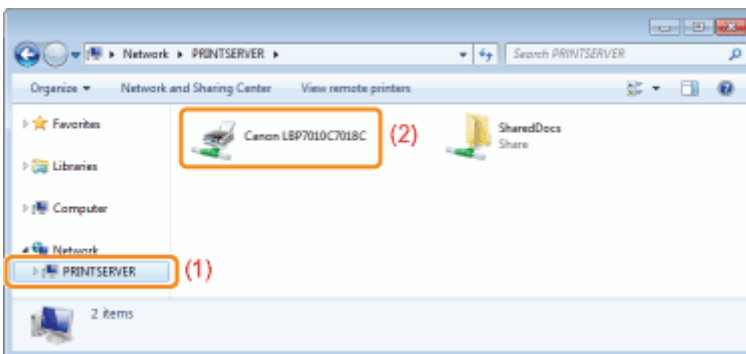 Network ▸ PRINTSERVER ▸ Search PRINTSERVER
Organize Network and Sharing Center View remote printers
Favorites
Canon LBP7010C7018C (2)
SharedDocs
Share
Libraries
Computer
Network
PRINTSERVER (1)
2 items